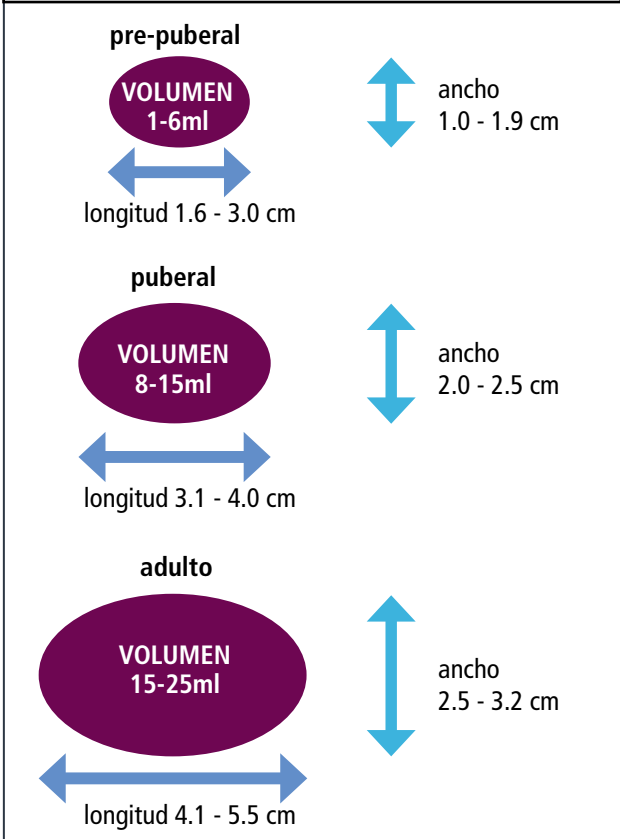 pre-puberal
VOLUMEN
1-6ml
ancho
1.0 - 1.9 cm
longitud 1.6 - 3.0 cm
puberal
VOLUMEN
8-15ml
ancho
2.0 - 2.5 cm
longitud 3.1 - 4.0 cm
adulto
VOLUMEN
15-25ml
ancho
2.5 - 3.2 cm
longitud 4.1 - 5.5 cm